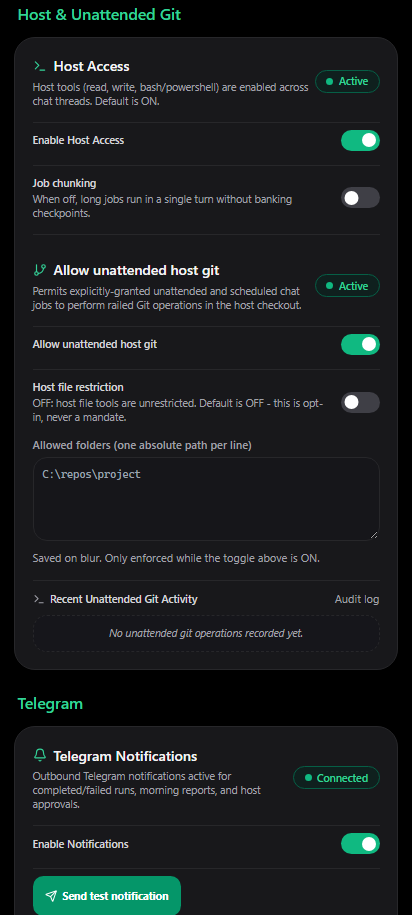 Host & Unattended Git
Host Access
Host tools (read, write, bash/powershell) are enabled across
chat threads. Default is ON.
Active
Enable Host Access
Job chunking
When off, long jobs run in a single turn without banking
checkpoints.
Allow unattended host git
Permits explicitly-granted unattended and scheduled chat
jobs to perform railed Git operations in the host checkout.
Active
Allow unattended host git
Host file restriction
OFF: host file tools are unrestricted. Default is OFF - this is opt-
in, never a mandate.
Allowed folders (one absolute path per line)
C:\repos\project
Saved on blur. Only enforced while the toggle above is ON.
Recent Unattended Git Activity
Audit log
No unattended git operations recorded yet.
Telegram
Telegram Notifications
Outbound Telegram notifications active for
completed/failed runs, morning reports, and host
approvals.
Connected
Enable Notifications
Send test notification